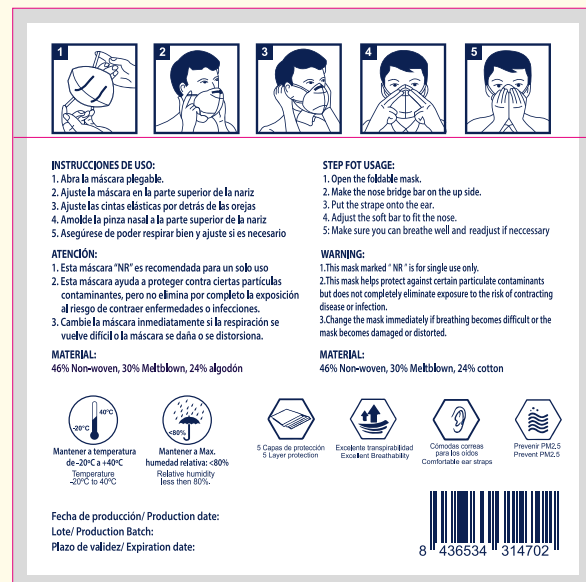 1
2
3
4
5
INSTRUCCIONES DE USO:
1. Abra la máscara plegable.
2. Ajuste la máscara en la parte superior de la nariz
3. Ajuste las cintas elásticas por detrás de las orejas
4. Amolde la pinza nasal a la parte superior de la nariz
5. Asegúrese de poder respirar bien y ajuste si es necesario
ATENCIÓN:
1. Esta máscara "NR" es recomendada para un solo uso
2. Esta máscara ayuda a proteger contra ciertas partículas
contaminantes, pero no elimina por completo la exposición
al riesgo de contraer enfermedades o infecciones.
3. Cambie la máscara inmediatamente si la respiración se
vuelve difícil o la máscara se daña o se distorsiona.
MATERIAL:
46% Non-woven, 30% Meltblown, 24% algodón
STEP FOT USAGE:
1. Open the foldable mask.
2. Make the nose bridge bar on the up side.
3. Put the strape onto the ear.
4. Adjust the soft bar to fit the nose.
5: Make sure you can breathe well and readjust if neccessary
WARNING:
1.This mask marked " NR " is for single use only.
2.This mask helps protect against certain particulate contaminants
but does not completely eliminate exposure to the risk of contracting
disease or infection.
3.Change the mask immediately if breathing becomes difficult or the
mask becomes damaged or distorted.
MATERIAL:
46% Non-woven, 30% Meltblown, 24% cotton
40ºC
-20ºC
Mantener a temperatura
de -20ºC a +40ºC
Temperature
-20ºC to 40ºC
<80%
Mantener a Max.
humedad relativa: <80%
Relative humidity
less then 80%.
5 Capas de protección
5 Layer protection
Excelente transpirabilidad
Excellent Breathability
Cómodas correas
para los oídos
Comfortable ear straps
Prevenir PM2.5
Prevent PM2.5
Fecha de producción/ Production date:
Lote/ Production Batch:
Plazo de validez/ Expiration date:
8 436534 314702